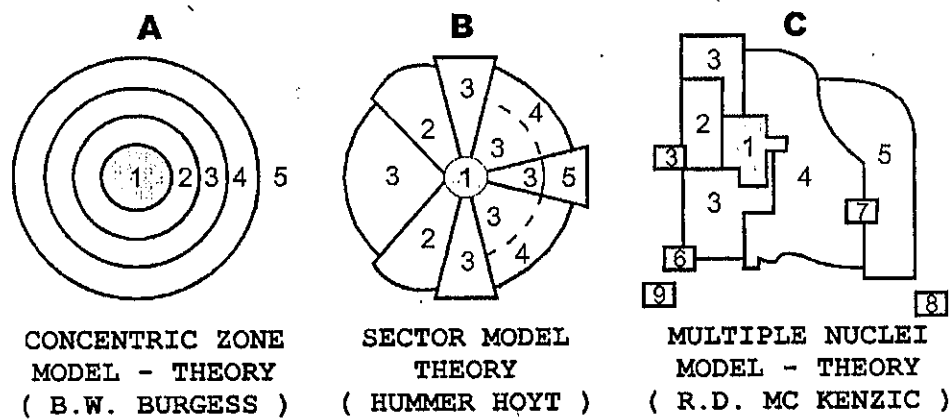 A
1 2 3 4 5
CONCENTRIC ZONE
MODEL - THEORY
( B.W. BURGESS )
B
3
4
2
3
3
1
3
5
2
3
3
4
SECTOR MODEL
THEORY
( HUMMER HOYT )
C
3
2
1
3
5
4
3
7
6
9
8
MULTIPLE NUCLEI
MODEL - THEORY
( R.D. MC KENZIC )